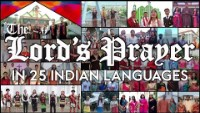 The
Lord's Prayer
IN 25 INDIAN LANGUAGES